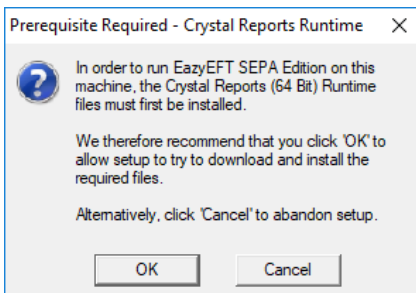 Prerequisite Required - Crystal Reports Runtime
In order to run EazyEFT SEPA Edition on this
machine, the Crystal Reports (64 Bit) Runtime
files must first be installed.
We therefore recommend that you click 'OK' to
allow setup to try to download and install the
required files.
Alternatively, click 'Cancel' to abandon setup.
OK
Cancel